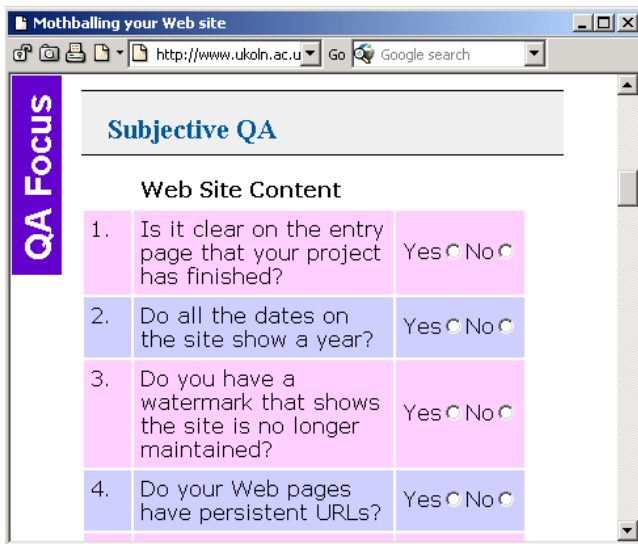 Mothballing your Web site
http://www.ukoln.ac.u Go Google search
QA Focus
Subjective QA
Web Site Content
1. Is it clear on the entry
page that your project
has finished?
Yes No
2. Do all the dates on
the site show a year?
Yes No
3. Do you have a
watermark that shows
the site is no longer
maintained?
Yes No
4. Do your Web pages
have persistent URLs?
Yes No